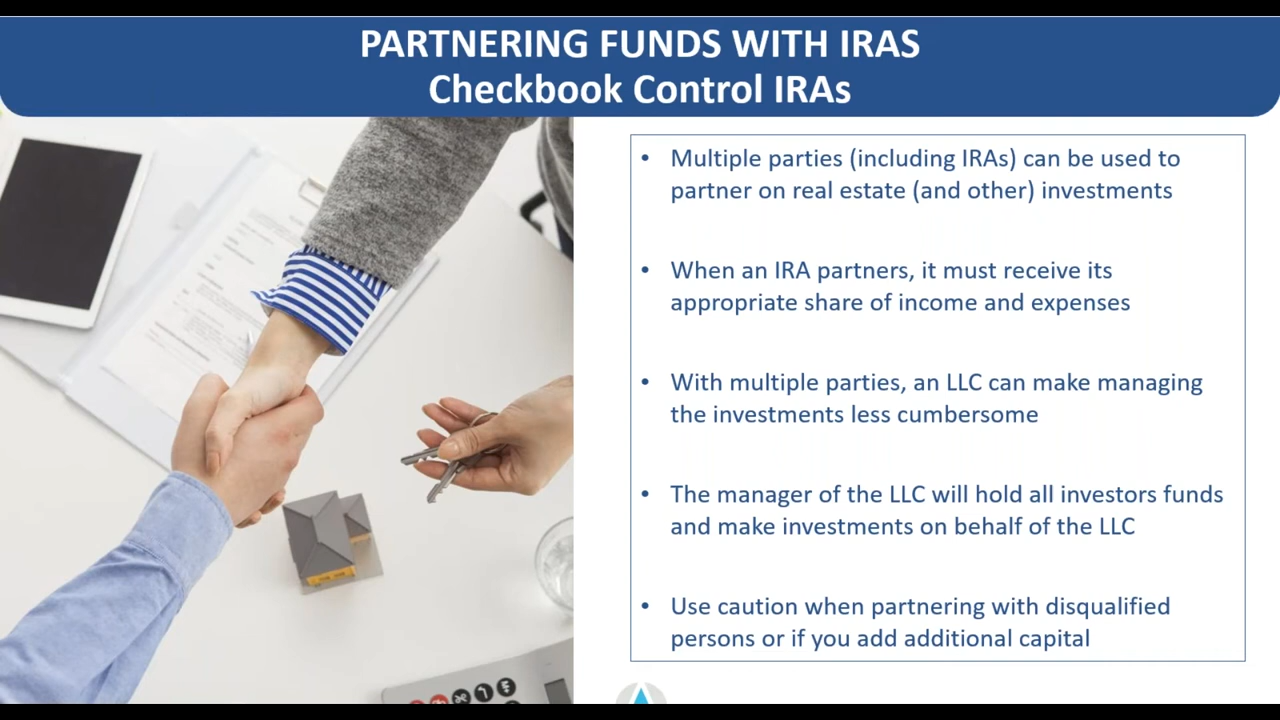 PARTNERING FUNDS WITH IRAS
Checkbook Control IRAs
• Multiple parties (including IRAs) can be used to
partner on real estate (and other) investments
• When an IRA partners, it must receive its
appropriate share of income and expenses
• With multiple parties, an LLC can make managing
the investments less cumbersome
• The manager of the LLC will hold all investors funds
and make investments on behalf of the LLC
• Use caution when partnering with disqualified
persons or if you add additional capital